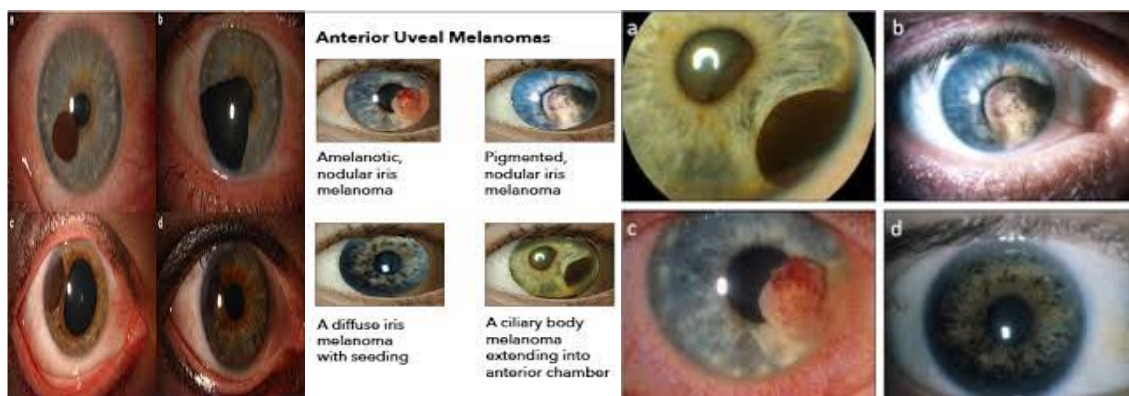 a
b
c
d
Anterior Uveal Melanomas
Amelanotic,
nodular iris
melanoma
Pigmented,
nodular iris
melanoma
A diffuse iris
melanoma
with seeding
A ciliary body
melanoma
extending into
anterior chamber
a
b
c
d